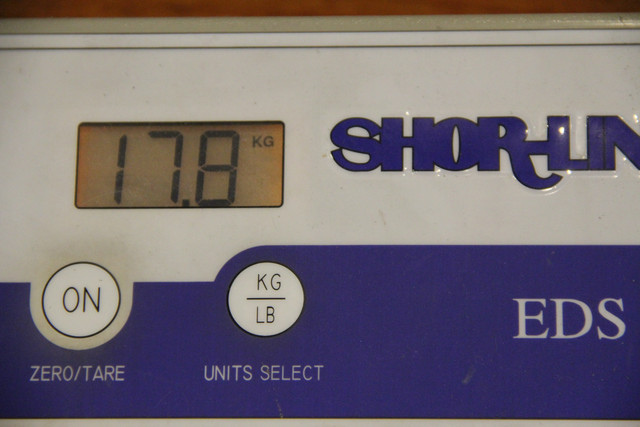 17.8 KG
SHOR-LIN
ON
KG
LB
EDS
ZERO/TARE
UNITS SELECT